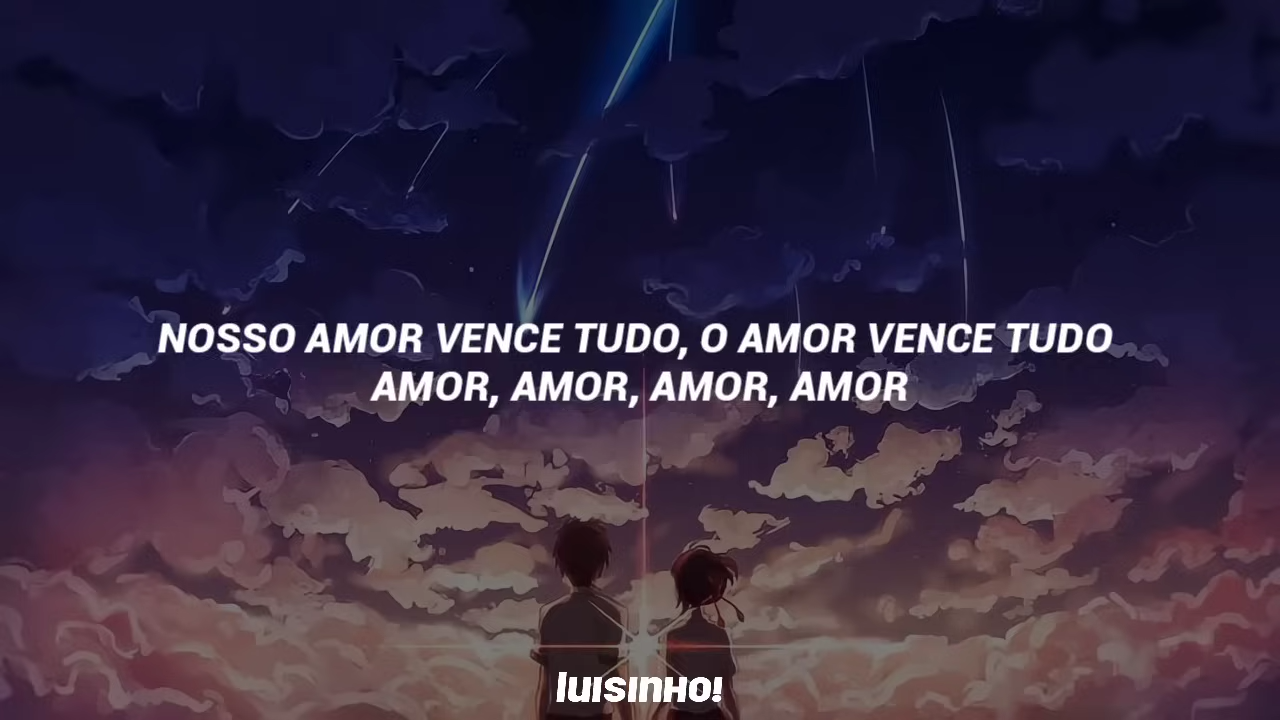 NOSSO AMOR VENCE TUDO, O AMOR VENCE TUDO
AMOR, AMOR, AMOR, AMOR
luisinho!